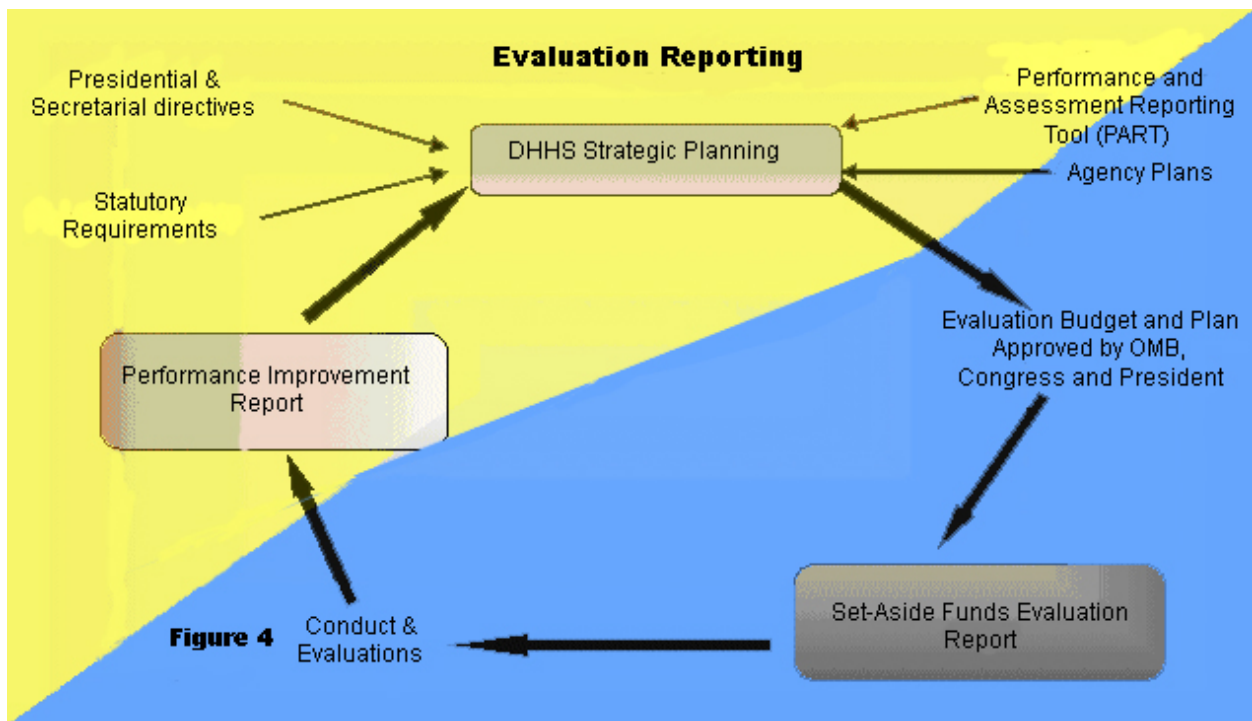 Evaluation Reporting
Presidential &
Secretarial directives
Performance and
Assessment Reporting
Tool (PART)
DHHS Strategic Planning
Agency Plans
Statutory
Requirements
Evaluation Budget and Plan
Approved by OMB,
Congress and President
Performance Improvement
Report
Set-Aside Funds Evaluation
Report
Conduct &
Evaluations
Figure 4